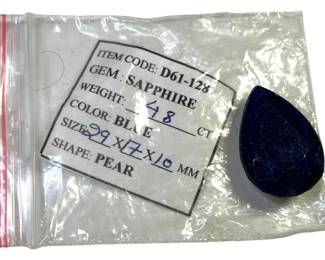 ITEM CODE: D61-128
GEM : SAPPHIRE
WEIGHT: 48 CT
COLOR: BLUE
SIZE: 29 X 17 X 10 MM
SHAPE: PEAR